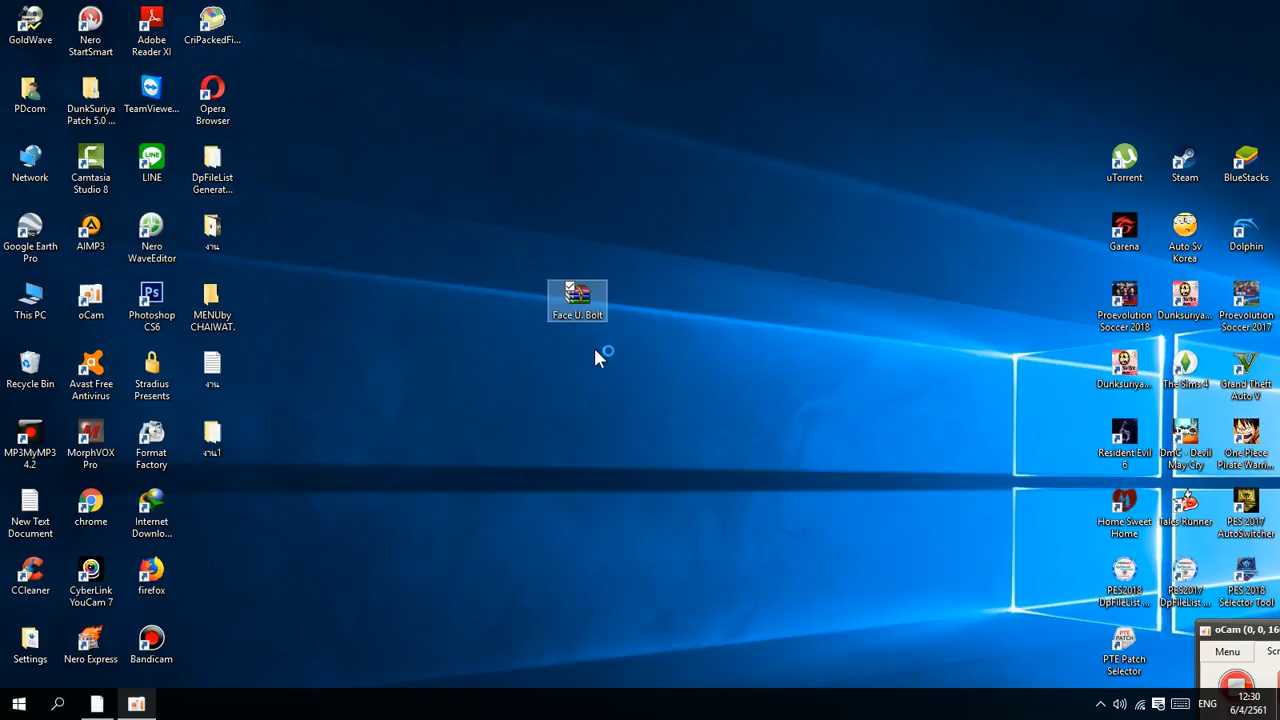 GoldWave
Nero
StartSmart
Adobe
Reader XI
CriPackedFi...
PDcom
DunkSuriya
Patch 5.0 ...
TeamViewe...
Opera
Browser
Network
Camtasia
Studio 8
LINE
LINE
DpFileList
Generat...
Google Earth
Pro
AIMP3
Nero
WaveEditor
งาน
This PC
oCam
Ps
Photoshop
CS6
MENUby
CHAIWAT.
Recycle Bin
Avast Free
Antivirus
Stradius
Presents
งาน
MP3MyMP3
4.2
MorphVOX
Pro
Format
Factory
งาน1
New Text
Document
chrome
Internet
Downlo...
CCleaner
CyberLink
YouCam 7
firefox
Settings
Nero Express
Bandicam
Face U. Bolt
uTorrent
Steam
BlueStacks
Garena
Auto Sv
Korea
Dolphin
Proevolution
Soccer 2018
Dunksuriya...
Proevolution
Soccer 2017
Dunksuriya...
The Sims 4
Grand Theft
Auto V
Resident Evil
6
DmC - Devil
May Cry
One Piece
Pirate Warri...
Home Sweet
Home
Tales Runner
PES 2017
AutoSwitcher
PES2018
DpFileList ...
PES2017
DpFileList ...
PES 2018
Selector Tool
PTE Patch
Selector
oCam (0, 0, 16
Menu
Scr
ENG
12:30
6/4/2561